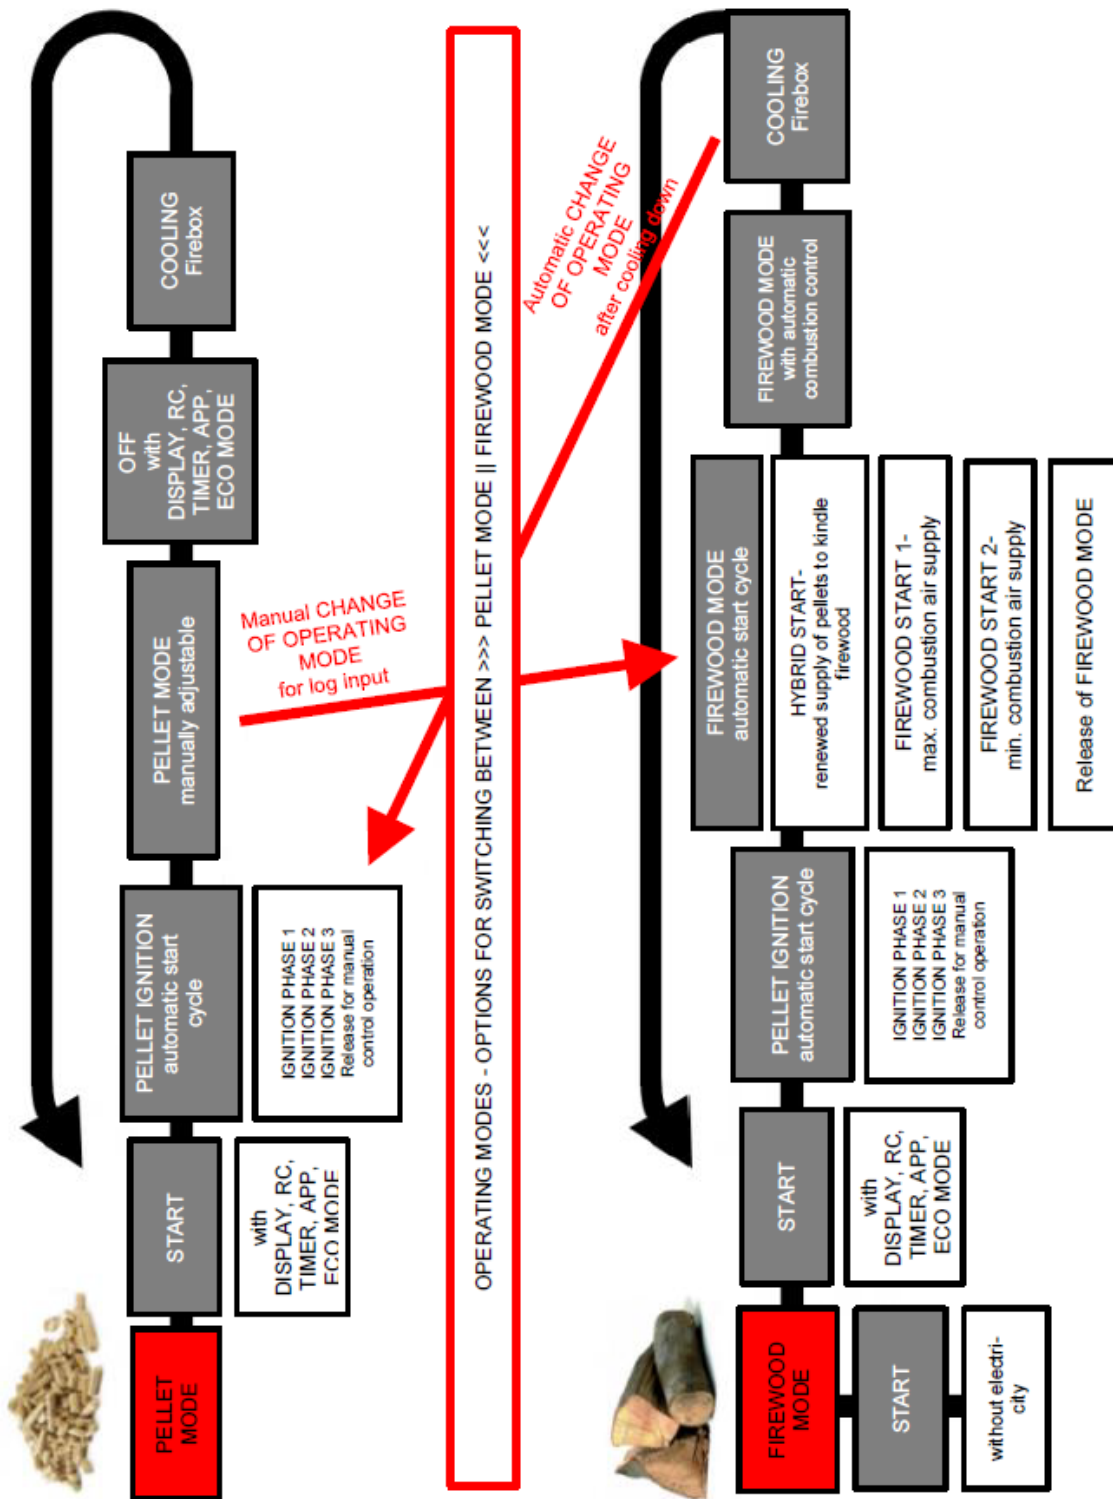 PELLET
MODE
START
with
DISPLAY, RC,
TIMER, APP,
ECO MODE
PELLET IGNITION
automatic start
cycle
IGNITION PHASE 1
IGNITION PHASE 2
IGNITION PHASE 3
Release for manual
control operation
PELLET MODE
manually adjustable
OFF
with
DISPLAY, RC,
TIMER, APP,
ECO MODE
COOLING
Firebox
Manual CHANGE
OF OPERATING
MODE
for log input
OPERATING MODES - OPTIONS FOR SWITCHING BETWEEN >>> PELLET MODE || FIREWOOD MODE <<<
Automatic CHANGE
OF OPERATING
MODE
after cooling down
FIREWOOD
MODE
START
without electri-
city
START
with
DISPLAY, RC,
TIMER, APP,
ECO MODE
PELLET IGNITION
automatic start cycle
IGNITION PHASE 1
IGNITION PHASE 2
IGNITION PHASE 3
Release for manual
control operation
FIREWOOD MODE
automatic start cycle
HYBRID START-
renewed supply of pellets to kindle
firewood
FIREWOOD START 1-
max. combustion air supply
FIREWOOD START 2-
min. combustion air supply
Release of FIREWOOD MODE
FIREWOOD MODE
with automatic
combustion control
COOLING
Firebox